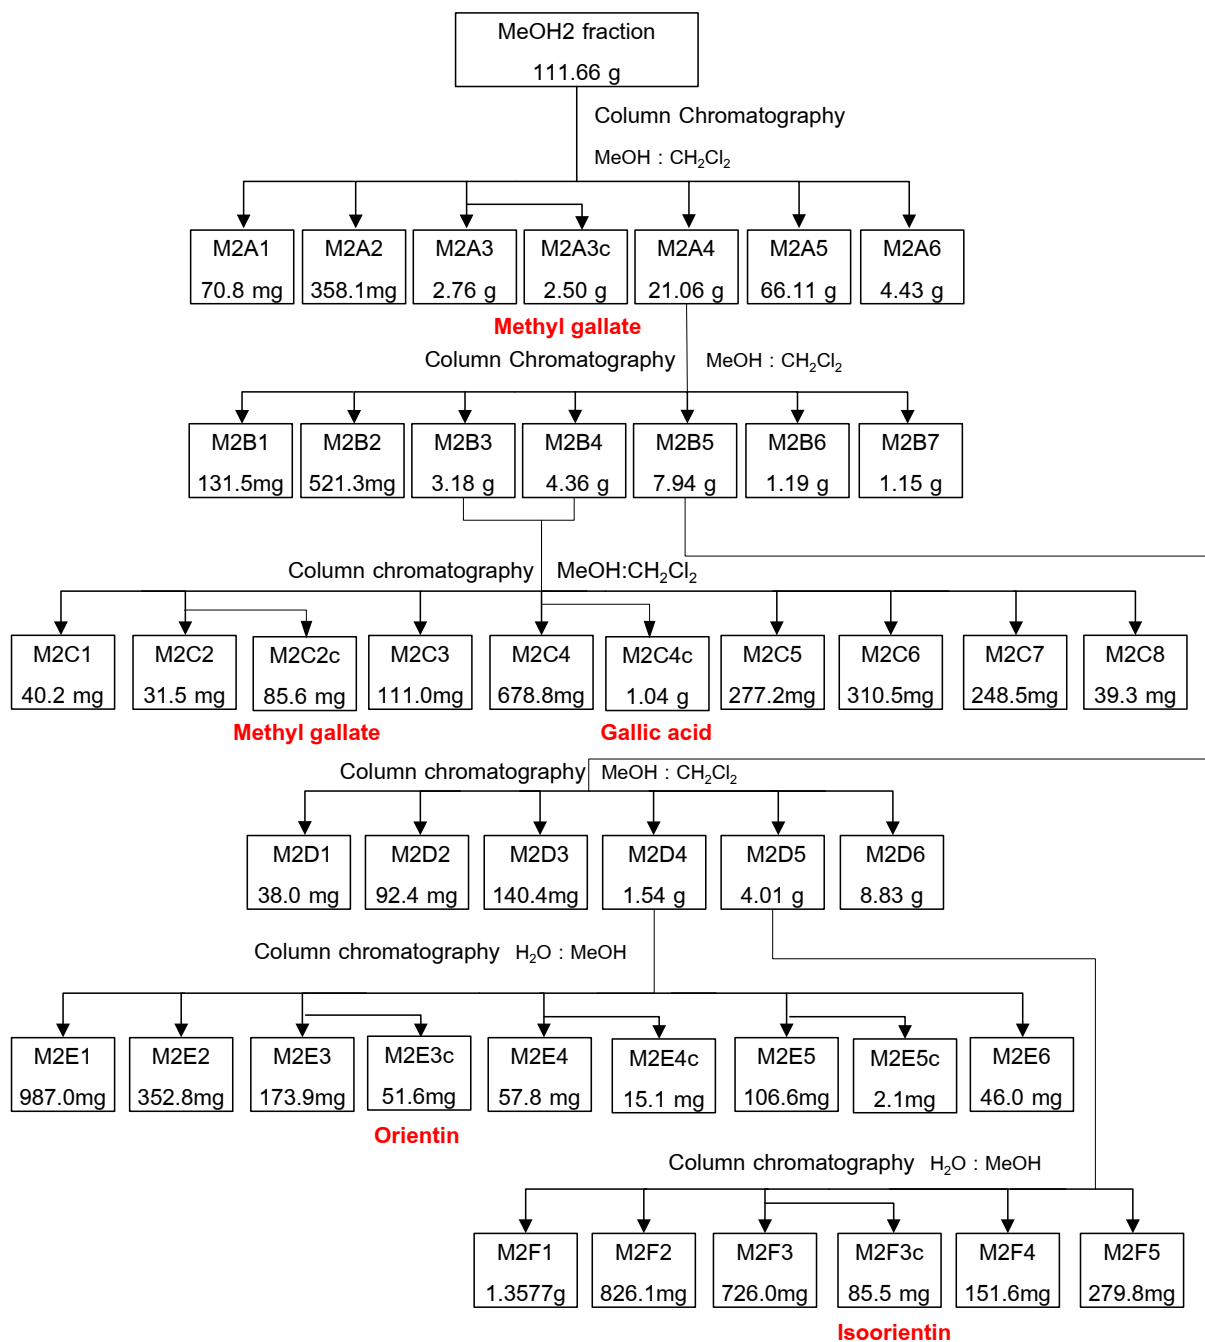 MeOH2 fraction
111.66 g
Column Chromatography
MeOH : CH₂Cl₂
M2A1 M2A2 M2A3 M2A3c M2A4 M2A5 M2A6
70.8 mg 358.1mg 2.76 g 2.50 g 21.06 g 66.11 g 4.43 g
Methyl gallate
Column Chromatography MeOH : CH₂Cl₂
M2B1 M2B2 M2B3 M2B4 M2B5 M2B6 M2B7
131.5mg 521.3mg 3.18 g 4.36 g 7.94 g 1.19 g 1.15 g
Column chromatography MeOH:CH₂Cl₂
M2C1 M2C2 M2C2c M2C3 M2C4 M2C4c M2C5 M2C6 M2C7 M2C8
40.2 mg 31.5 mg 85.6 mg 111.0mg 678.8mg 1.04 g 277.2mg 310.5mg 248.5mg 39.3 mg
Methyl gallate Gallic acid
Column chromatography MeOH : CH₂Cl₂
M2D1 M2D2 M2D3 M2D4 M2D5 M2D6
38.0 mg 92.4 mg 140.4mg 1.54 g 4.01 g 8.83 g
Column chromatography H₂O : MeOH
M2E1 M2E2 M2E3 M2E3c M2E4 M2E4c M2E5 M2E5c M2E6
987.0mg 352.8mg 173.9mg 51.6mg 57.8 mg 15.1 mg 106.6mg 2.1mg 46.0 mg
Orientin
Column chromatography H₂O : MeOH
M2F1 M2F2 M2F3 M2F3c M2F4 M2F5
1.3577g 826.1mg 726.0mg 85.5 mg 151.6mg 279.8mg
Isoorientin